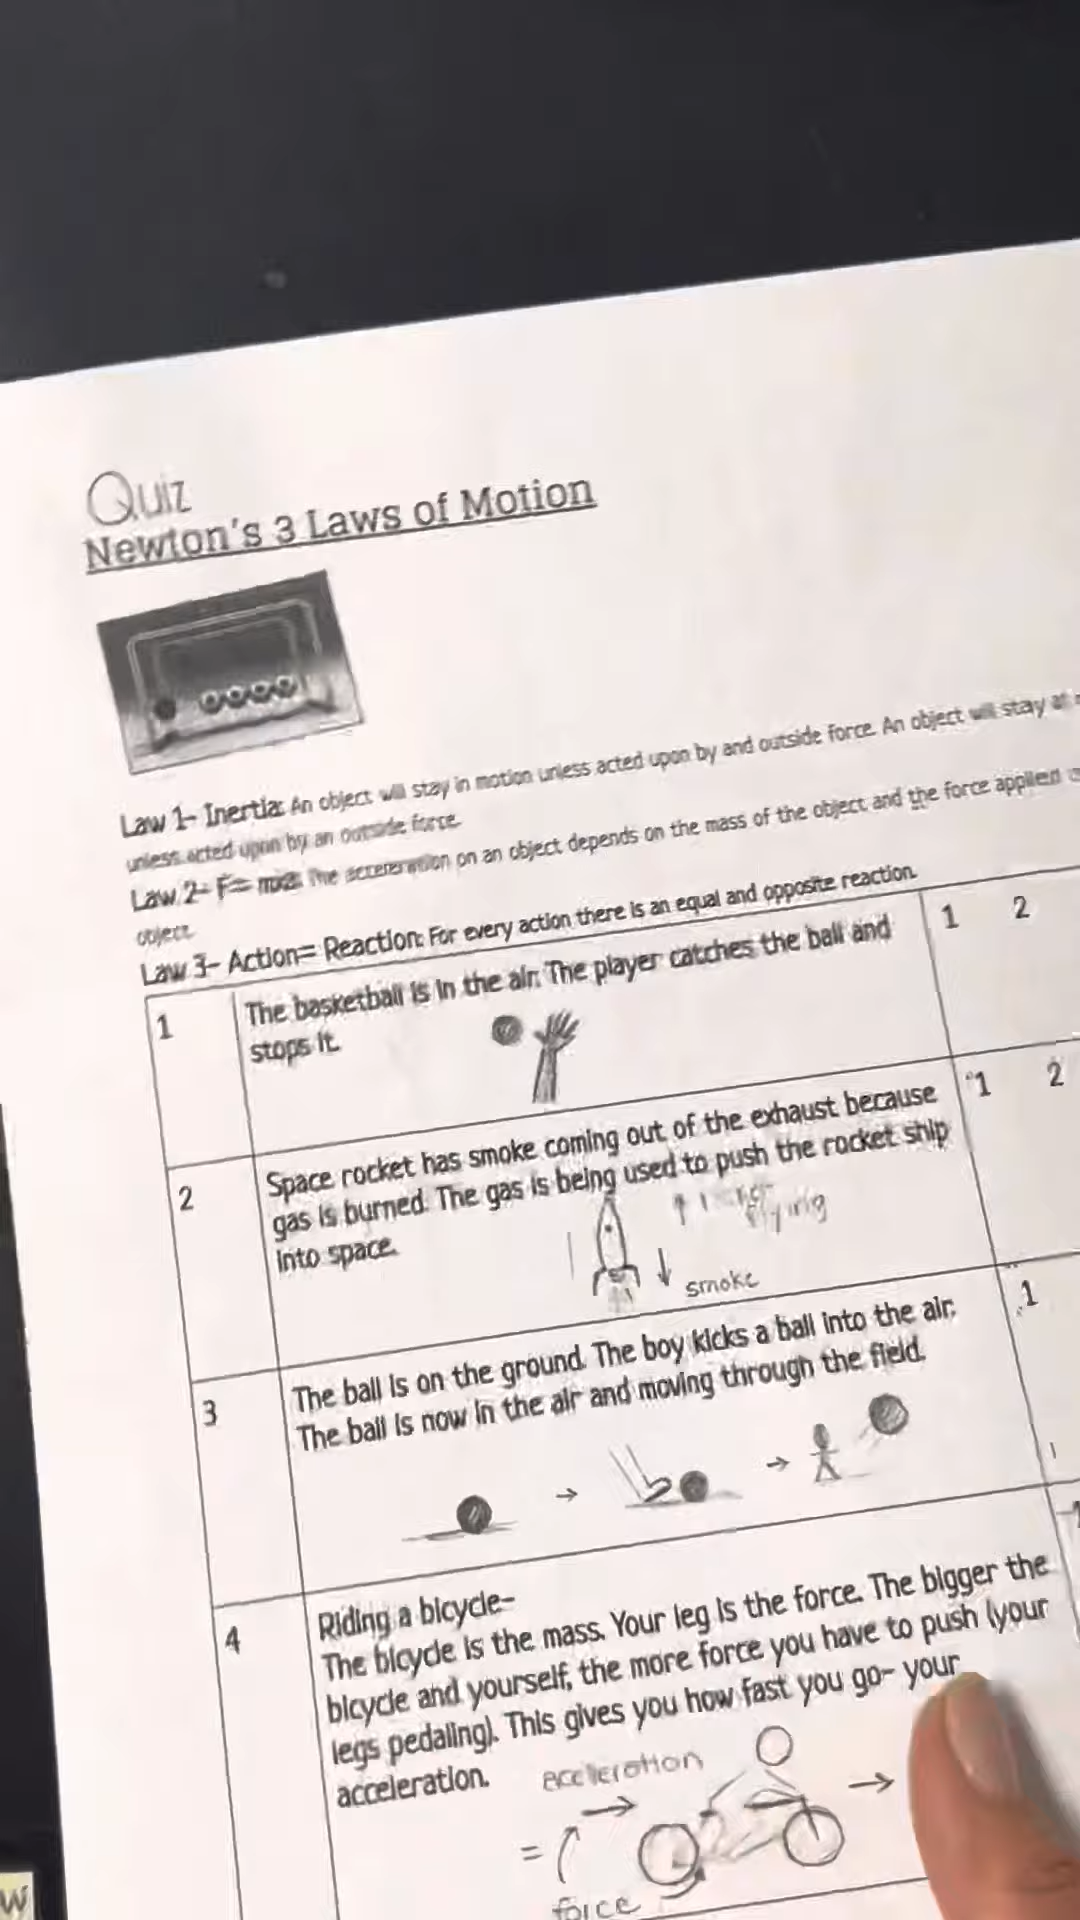 Quiz
Newton's 3 Laws of Motion
Law 1- Inertia: An object will stay in motion unless acted upon by and outside force. An object will stay at
unless acted upon by an outside force.
Law 2- F= ma: The acceleration on an object depends on the mass of the object and the force applied
object.
Law 3- Action= Reaction: For every action there is an equal and opposite reaction.
1 The basketball is in the air. The player catches the ball and 1 2
stops it.
2 Space rocket has smoke coming out of the exhaust because 1 2
gas is burned. The gas is being used to push the rocket ship
into space.
flying
smoke
3 The ball is on the ground. The boy kicks a ball into the air. 1
The ball is now in the air and moving through the field.
4 Riding a bicycle-
The bicycle is the mass. Your leg is the force. The bigger the
bicycle and yourself, the more force you have to push (your
legs pedaling). This gives you how fast you go- your
acceleration.
acceleration
=
force
W